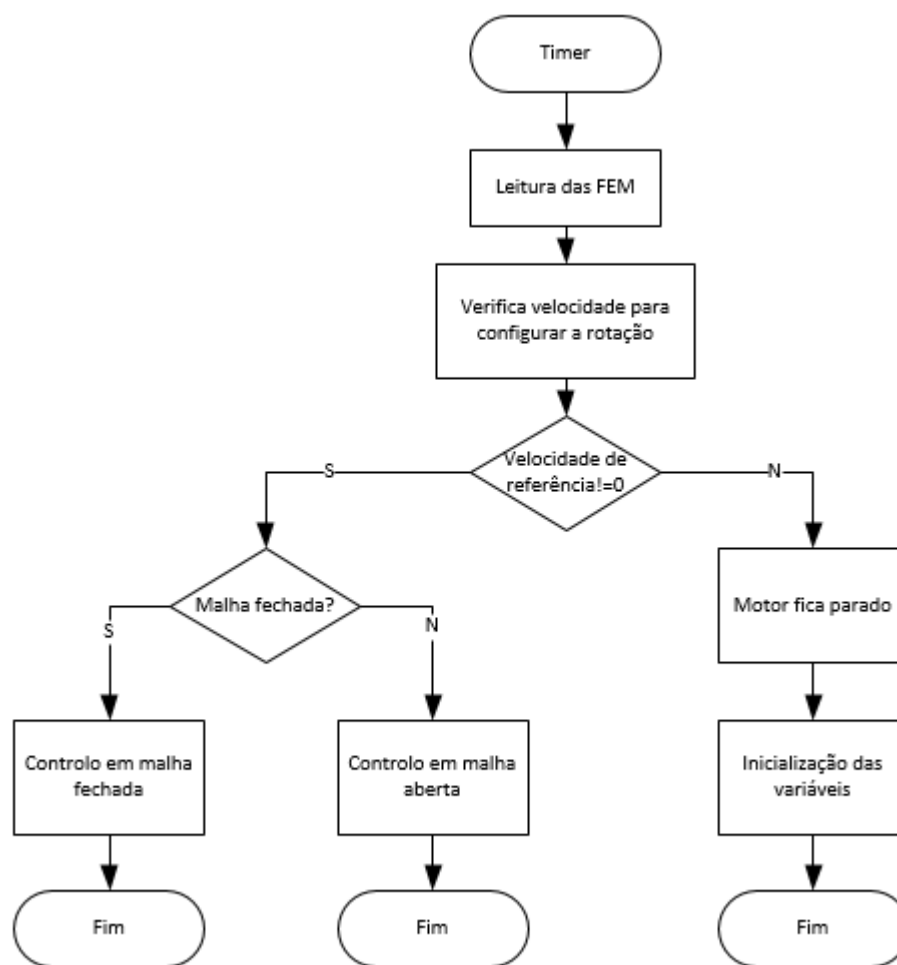 Timer
Leitura das FEM
Verifica velocidade para
configurar a rotação
Velocidade de
referência!=0
S
N
Malha fechada?
S
N
Motor fica parado
Controlo em malha
fechada
Controlo em malha
aberta
Inicialização das
variáveis
Fim
Fim
Fim